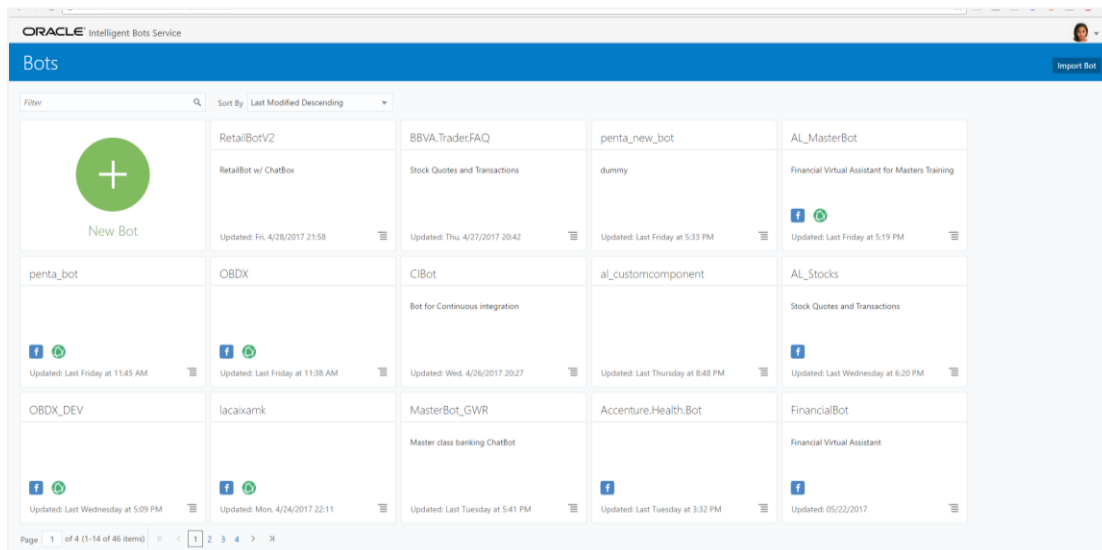 ORACLE® Intelligent Bots Service
Bots
Import Bot
Filter
Sort By Last Modified Descending
New Bot
RetailBotV2
RetailBot w/ ChatBox
Updated: Fri. 4/28/2017 21:58
BBVA.Trader.FAQ
Stock Quotes and Transactions
Updated: Thu. 4/27/2017 20:42
penta_new_bot
dummy
Updated: Last Friday at 5:33 PM
AL_MasterBot
Financial Virtual Assistant for Masters Training
Updated: Last Friday at 5:19 PM
penta_bot
Updated: Last Friday at 11:45 AM
OBDX
Updated: Last Friday at 11:38 AM
CIBot
Bot for Continuous integration
Updated: Wed. 4/26/2017 20:27
al_customcomponent
Updated: Last Thursday at 8:48 PM
AL_Stocks
Stock Quotes and Transactions
Updated: Last Wednesday at 6:20 PM
OBDX_DEV
Updated: Last Wednesday at 5:09 PM
lacaixamk
Updated: Mon. 4/24/2017 22:11
MasterBot_GWR
Master class banking ChatBot
Updated: Last Tuesday at 5:41 PM
Accenture.Health.Bot
Updated: Last Tuesday at 3:32 PM
FinancialBot
Financial Virtual Assistant
Updated: 05/22/2017
Page 1 of 4 (1-14 of 46 items) 1 2 3 4